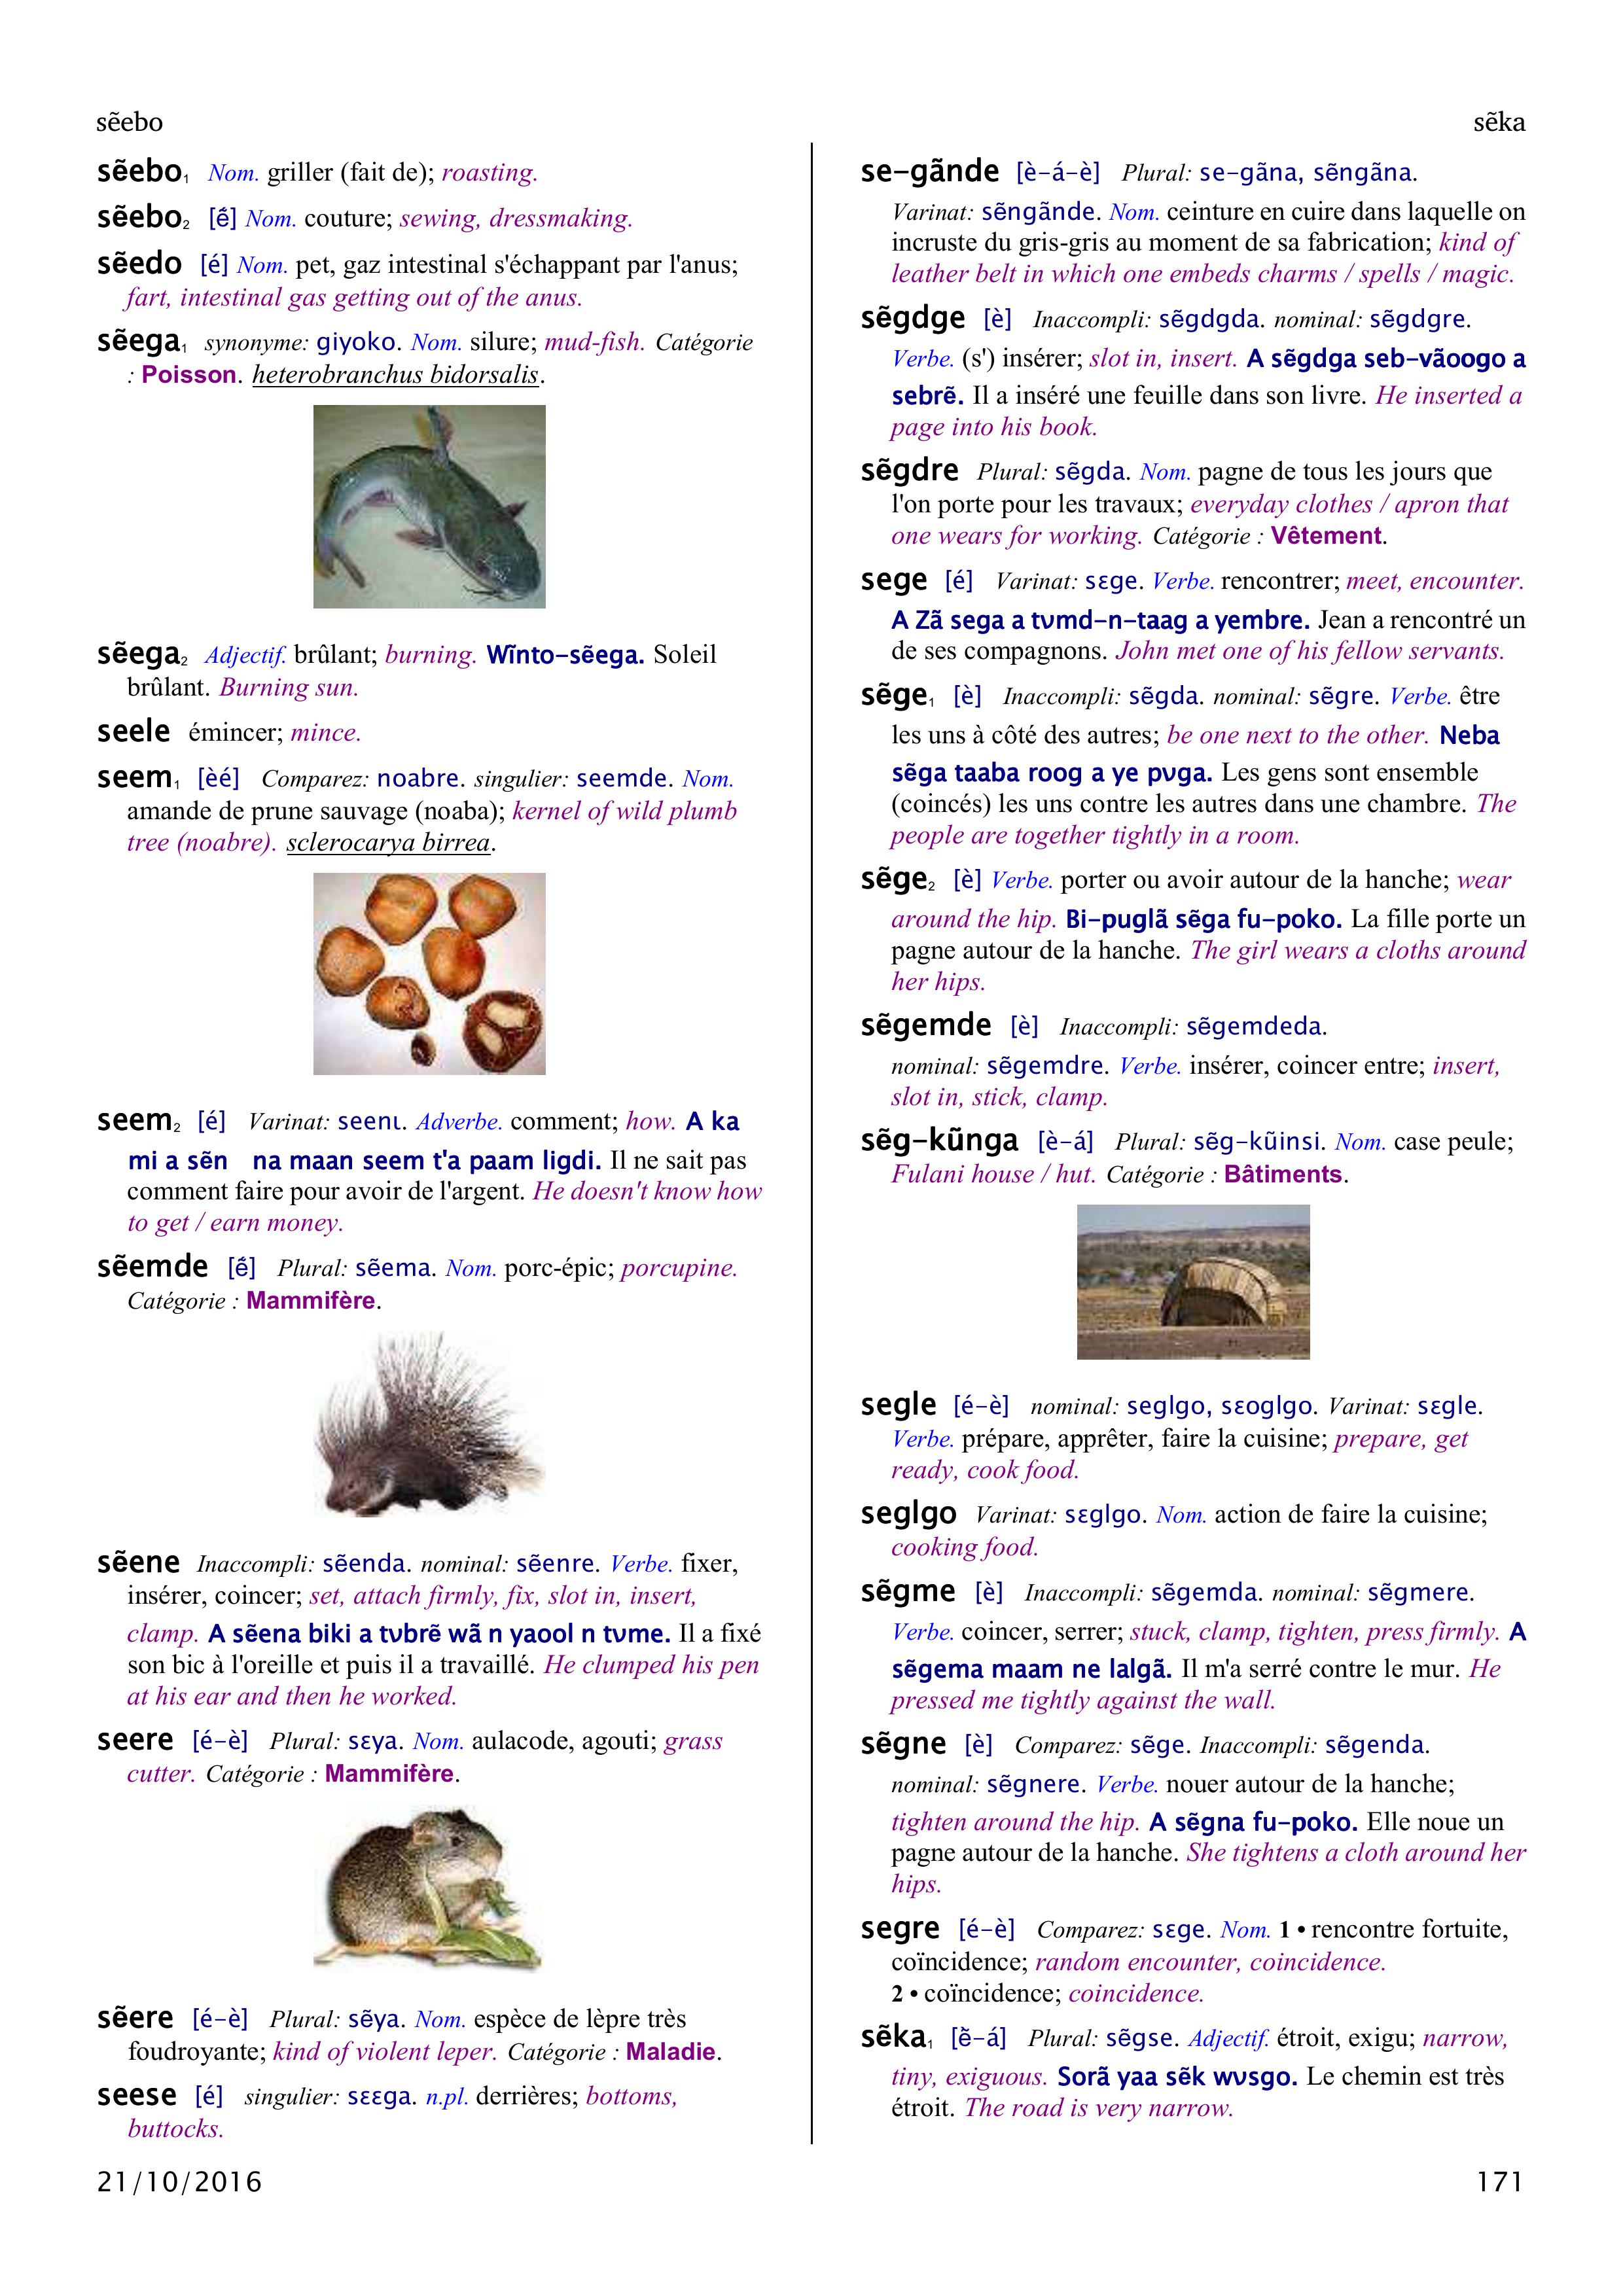 sẽebo
sẽka
sẽebo₁ Nom. griller (fait de); roasting.
sẽebo₂ [ẽ́] Nom. couture; sewing, dressmaking.
sẽedo [é] Nom. pet, gaz intestinal s'échappant par l'anus;
fart, intestinal gas getting out of the anus.
sẽega₁ synonyme: giyoko. Nom. silure; mud-fish. Catégorie
: Poisson. heterobranchus bidorsalis.
sẽega₂ Adjectif. brûlant; burning. Wĩnto–sẽega. Soleil
brûlant. Burning sun.
seele émincer; mince.
seem₁ [èé] Comparez: noabre. singulier: seemde. Nom.
amande de prune sauvage (noaba); kernel of wild plumb
tree (noabre). sclerocarya birrea.
seem₂ [é] Varinat: seenɩ. Adverbe. comment; how. A ka
mi a sẽn na maan seem t'a paam ligdi. Il ne sait pas
comment faire pour avoir de l'argent. He doesn't know how
to get / earn money.
sẽemde [ẽ́] Plural: sẽema. Nom. porc-épic; porcupine.
Catégorie : Mammifère.
sẽene Inaccompli: sẽenda. nominal: sẽenre. Verbe. fixer,
insérer, coincer; set, attach firmly, fix, slot in, insert,
clamp. A sẽena biki a tʋbrẽ wã n yaool n tʋme. Il a fixé
son bic à l'oreille et puis il a travaillé. He clumped his pen
at his ear and then he worked.
seere [é–è] Plural: sɛya. Nom. aulacode, agouti; grass
cutter. Catégorie : Mammifère.
sẽere [é–è] Plural: sẽya. Nom. espèce de lèpre très
foudroyante; kind of violent leper. Catégorie : Maladie.
seese [é] singulier: sɛɛga. n.pl. derrières; bottoms,
buttocks.
se–gãnde [è–á–è] Plural: se–gãna, sẽngãna.
Varinat: sẽngãnde. Nom. ceinture en cuire dans laquelle on
incruste du gris-gris au moment de sa fabrication; kind of
leather belt in which one embeds charms / spells / magic.
sẽgdge [è] Inaccompli: sẽgdgda. nominal: sẽgdgre.
Verbe. (s') insérer; slot in, insert. A sẽgdga seb–vãoogo a
sebrẽ. Il a inséré une feuille dans son livre. He inserted a
page into his book.
sẽgdre Plural: sẽgda. Nom. pagne de tous les jours que
l'on porte pour les travaux; everyday clothes / apron that
one wears for working. Catégorie : Vêtement.
sege [é] Varinat: sɛge. Verbe. rencontrer; meet, encounter.
A Zã sega a tʋmd–n–taag a yembre. Jean a rencontré un
de ses compagnons. John met one of his fellow servants.
sẽge₁ [è] Inaccompli: sẽgda. nominal: sẽgre. Verbe. être
les uns à côté des autres; be one next to the other. Neba
sẽga taaba roog a ye pʋga. Les gens sont ensemble
(coincés) les uns contre les autres dans une chambre. The
people are together tightly in a room.
sẽge₂ [è] Verbe. porter ou avoir autour de la hanche; wear
around the hip. Bi–puglã sẽga fu–poko. La fille porte un
pagne autour de la hanche. The girl wears a cloths around
her hips.
sẽgemde [è] Inaccompli: sẽgemdeda.
nominal: sẽgemdre. Verbe. insérer, coincer entre; insert,
slot in, stick, clamp.
sẽg–kũnga [è–á] Plural: sẽg–kũinsi. Nom. case peule;
Fulani house / hut. Catégorie : Bâtiments.
segle [é–è] nominal: seglgo, sɛoglgo. Varinat: sɛgle.
Verbe. prépare, apprêter, faire la cuisine; prepare, get
ready, cook food.
seglgo Varinat: sɛglgo. Nom. action de faire la cuisine;
cooking food.
sẽgme [è] Inaccompli: sẽgemda. nominal: sẽgmere.
Verbe. coincer, serrer; stuck, clamp, tighten, press firmly. A
sẽgema maam ne lalgã. Il m'a serré contre le mur. He
pressed me tightly against the wall.
sẽgne [è] Comparez: sẽge. Inaccompli: sẽgenda.
nominal: sẽgnere. Verbe. nouer autour de la hanche;
tighten around the hip. A sẽgna fu–poko. Elle noue un
pagne autour de la hanche. She tightens a cloth around her
hips.
segre [é–è] Comparez: sɛge. Nom. 1 • rencontre fortuite,
coïncidence; random encounter, coincidence.
2 • coïncidence; coincidence.
sẽka₁ [ẽ̀–á] Plural: sẽgse. Adjectif. étroit, exigu; narrow,
tiny, exiguous. Sorã yaa sẽk wʋsgo. Le chemin est très
étroit. The road is very narrow.
21/10/2016
171